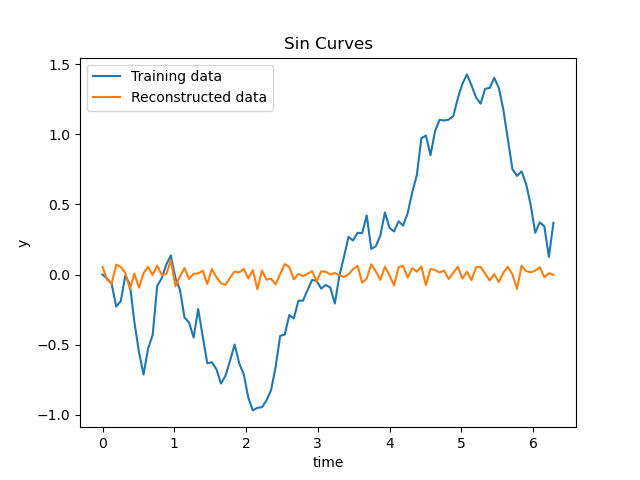 Sin Curves
Training data
Reconstructed data
1.5
1.0
0.5
0.0
−0.5
−1.0
y
0 1 2 3 4 5 6
time